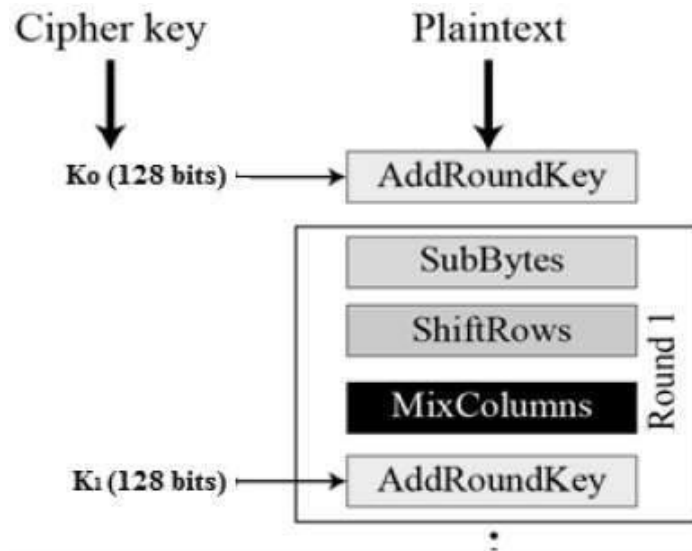 Cipher key
Plaintext
K₀ (128 bits)
AddRoundKey
SubBytes
ShiftRows
MixColumns
Round 1
K₁ (128 bits)
AddRoundKey